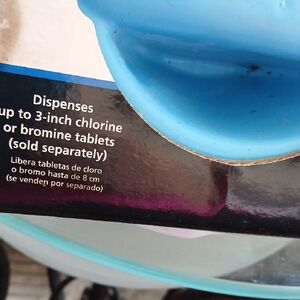 Dispenses
up to 3-inch chlorine
or bromine tablets
(sold separately)
Libera tabletas de cloro
o bromo hasta de 8 cm
(se venden por separado)